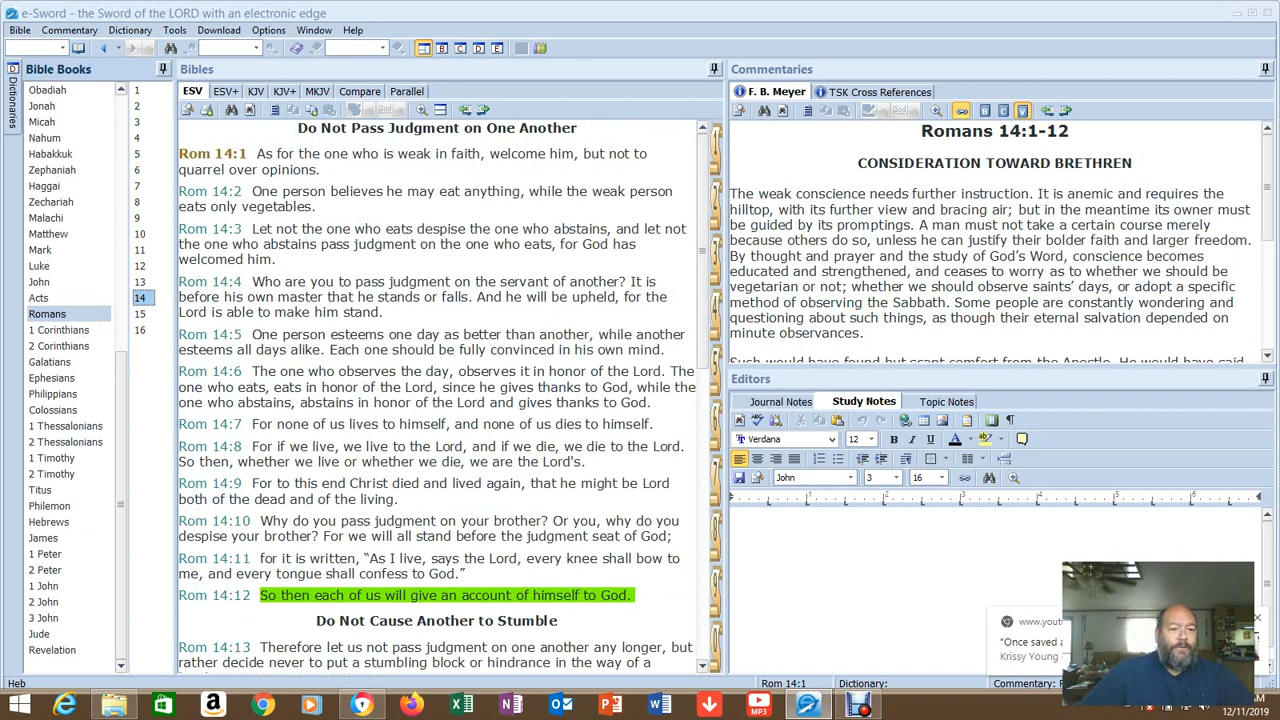 e-Sword - the Sword of the LORD with an electronic edge
Bible Commentary Dictionary Tools Download Options Window Help
B C D E
Dictionaries
Bible Books
Obadiah
Jonah
Micah
Nahum
Habakkuk
Zephaniah
Haggai
Zechariah
Malachi
Matthew
Mark
Luke
John
Acts
Romans
1 Corinthians
2 Corinthians
Galatians
Ephesians
Philippians
Colossians
1 Thessalonians
2 Thessalonians
1 Timothy
2 Timothy
Titus
Philemon
Hebrews
James
1 Peter
2 Peter
1 John
2 John
3 John
Jude
Revelation
1
2
3
4
5
6
7
8
9
10
11
12
13
14
15
16
Bibles
ESV ESV+ KJV KJV+ MKJV Compare Parallel
Do Not Pass Judgment on One Another
Rom 14:1 As for the one who is weak in faith, welcome him, but not to
quarrel over opinions.
Rom 14:2 One person believes he may eat anything, while the weak person
eats only vegetables.
Rom 14:3 Let not the one who eats despise the one who abstains, and let not
the one who abstains pass judgment on the one who eats, for God has
welcomed him.
Rom 14:4 Who are you to pass judgment on the servant of another? It is
before his own master that he stands or falls. And he will be upheld, for the
Lord is able to make him stand.
Rom 14:5 One person esteems one day as better than another, while another
esteems all days alike. Each one should be fully convinced in his own mind.
Rom 14:6 The one who observes the day, observes it in honor of the Lord. The
one who eats, eats in honor of the Lord, since he gives thanks to God, while the
one who abstains, abstains in honor of the Lord and gives thanks to God.
Rom 14:7 For none of us lives to himself, and none of us dies to himself.
Rom 14:8 For if we live, we live to the Lord, and if we die, we die to the Lord.
So then, whether we live or whether we die, we are the Lord's.
Rom 14:9 For to this end Christ died and lived again, that he might be Lord
both of the dead and of the living.
Rom 14:10 Why do you pass judgment on your brother? Or you, why do you
despise your brother? For we will all stand before the judgment seat of God;
Rom 14:11 for it is written, “As I live, says the Lord, every knee shall bow to
me, and every tongue shall confess to God.”
Rom 14:12 So then each of us will give an account of himself to God.
Do Not Cause Another to Stumble
Rom 14:13 Therefore let us not pass judgment on one another any longer, but
rather decide never to put a stumbling block or hindrance in the way of a
Commentaries
F. B. Meyer TSK Cross References
Romans 14:1-12
CONSIDERATION TOWARD BRETHREN
The weak conscience needs further instruction. It is anemic and requires the
hilltop, with its further view and bracing air; but in the meantime its owner must
be guided by its promptings. A man must not take a certain course merely
because others do so, unless he can justify their bolder faith and larger freedom.
By thought and prayer and the study of God's Word, conscience becomes
educated and strengthened, and ceases to worry as to whether we should be
vegetarian or not; whether we should observe saints' days, or adopt a specific
method of observing the Sabbath. Some people are constantly wondering and
questioning about such things, as though their eternal salvation depended on
minute observances.
Such would have found but scant comfort from the Apostle. He would have said
Editors
Journal Notes Study Notes Topic Notes
Verdana 12 B I U A
John 3 16
1 2 3 4 5 6
www.yout
"Once saved a
Krissy Young
Heb Rom 14:1 Dictionary: Commentary:
MP3
12/11/2019